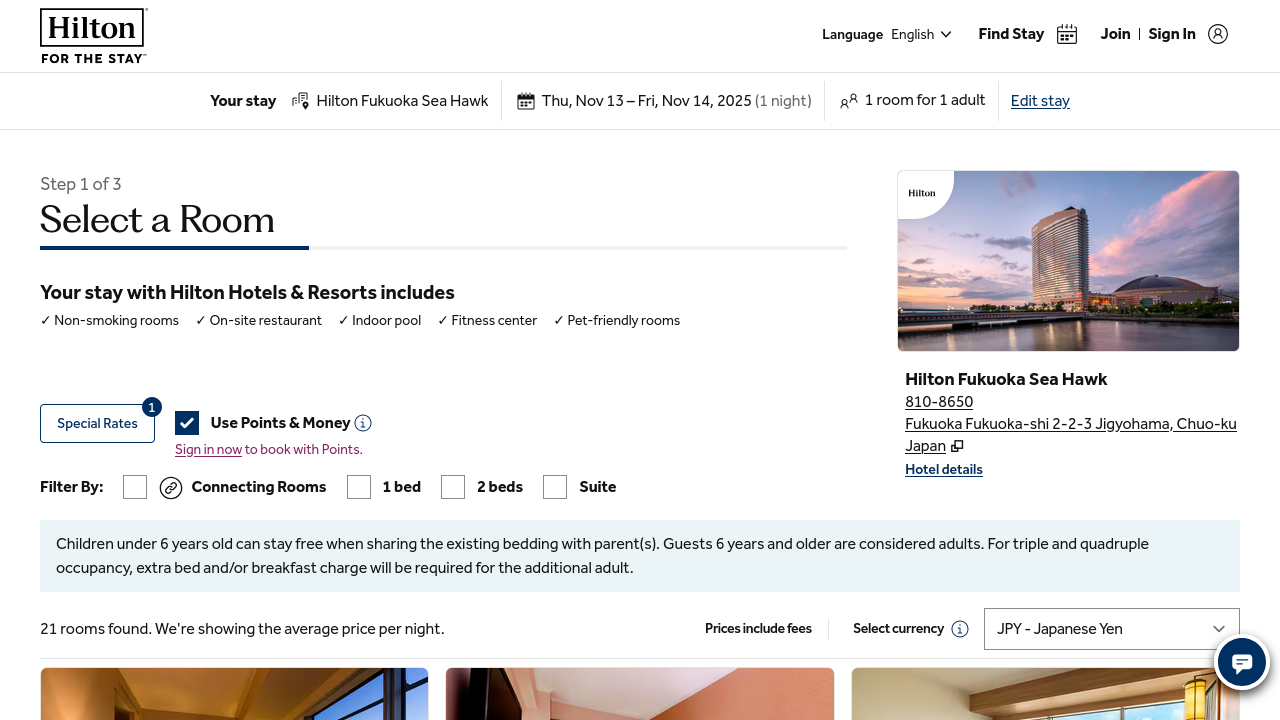 Hilton
FOR THE STAY
Language English
Find Stay
Join | Sign In
Your stay
Hilton Fukuoka Sea Hawk
Thu, Nov 13 – Fri, Nov 14, 2025 (1 night)
1 room for 1 adult
Edit stay
Step 1 of 3
Select a Room
Hilton
Your stay with Hilton Hotels & Resorts includes
✓ Non-smoking rooms ✓ On-site restaurant ✓ Indoor pool ✓ Fitness center ✓ Pet-friendly rooms
Hilton Fukuoka Sea Hawk
810-8650
Fukuoka Fukuoka-shi 2-2-3 Jigyohama, Chuo-ku
Japan
Hotel details
Special Rates 1
Use Points & Money
Sign in now to book with Points.
Filter By: Connecting Rooms 1 bed 2 beds Suite
Children under 6 years old can stay free when sharing the existing bedding with parent(s). Guests 6 years and older are considered adults. For triple and quadruple
occupancy, extra bed and/or breakfast charge will be required for the additional adult.
21 rooms found. We're showing the average price per night.
Prices include fees
Select currency
JPY - Japanese Yen